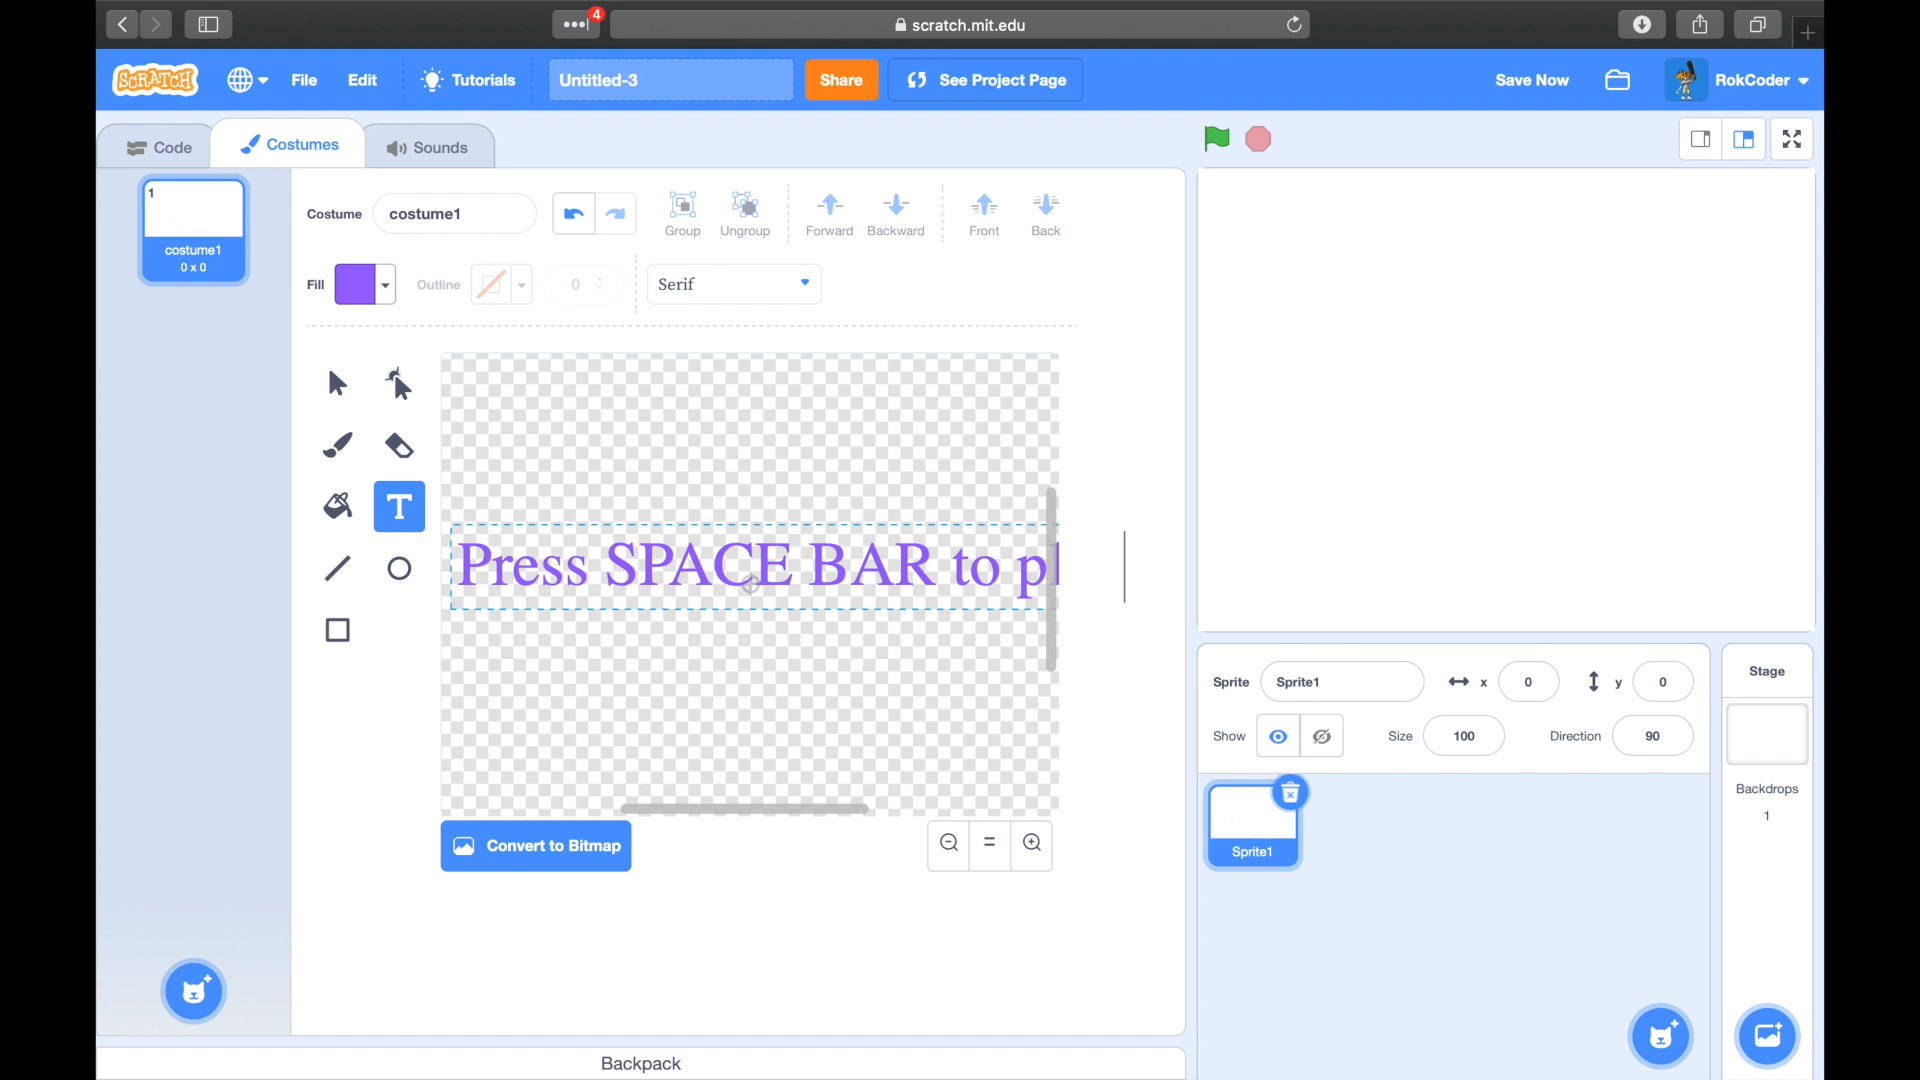 4
scratch.mit.edu
SCRATCH
File
Edit
Tutorials
Untitled-3
Share
See Project Page
Save Now
RokCoder
Code
Costumes
Sounds
1
costume1
0 x 0
Costume
costume1
Group
Ungroup
Forward
Backward
Front
Back
Fill
Outline
0
Serif
T
Press SPACE BAR to pl
Convert to Bitmap
Sprite
Sprite1
x
0
y
0
Show
Size
100
Direction
90
Sprite1
Stage
Backdrops
1
Backpack